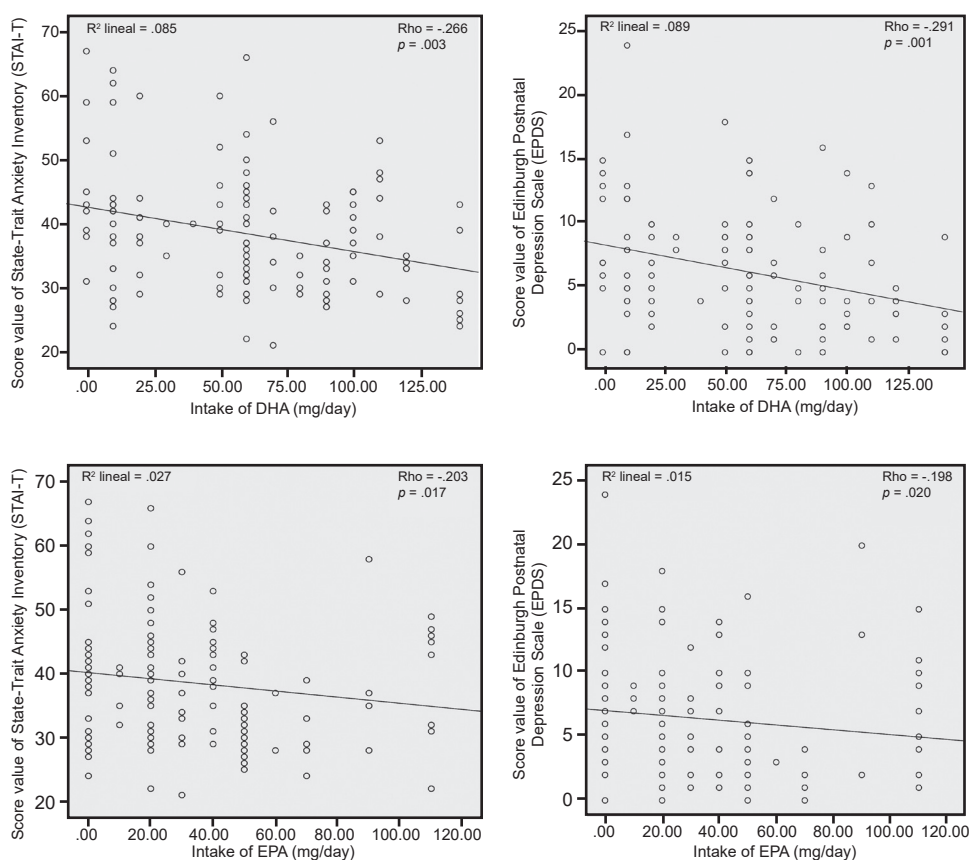 R² lineal = .085
Rho = -.266
p = .003
Score value of State-Trait Anxiety Inventory (STAI-T)
70
60
50
40
30
20
.00 25.00 50.00 75.00 100.00 125.00
Intake of DHA (mg/day)
R² lineal = .089
Rho = -.291
p = .001
Score value of Edinburgh Postnatal
Depression Scale (EPDS)
25
20
15
10
5
0
.00 25.00 50.00 75.00 100.00 125.00
Intake of DHA (mg/day)
R² lineal = .027
Rho = -.203
p = .017
Score value of State-Trait Anxiety Inventory (STAI-T)
70
60
50
40
30
20
.00 20.00 40.00 60.00 80.00 100.00 120.00
Intake of EPA (mg/day)
R² lineal = .015
Rho = -.198
p = .020
Score value of Edinburgh Postnatal
Depression Scale (EPDS)
25
20
15
10
5
0
.00 20.00 40.00 60.00 80.00 100.00 120.00
Intake of EPA (mg/day)